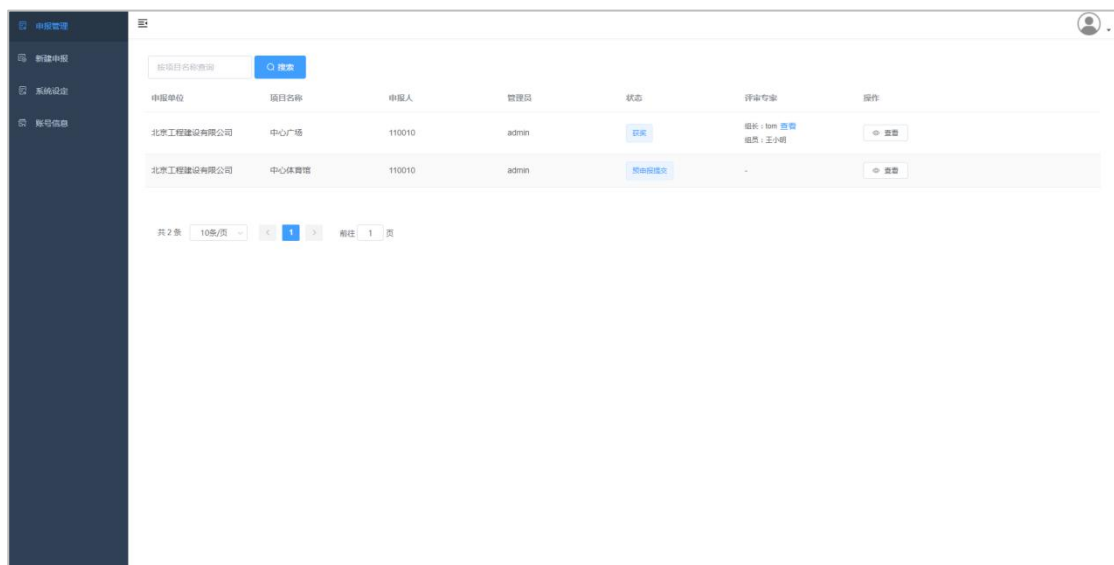 申报管理
新建申报
系统设定
账号信息
按项目名称查询 搜索
申报单位 项目名称 申报人 管理员 状态 评审专家 操作
北京工程建设有限公司 中心广场 110010 admin 获奖 组长：tom 查看 查看
组员：王小明
北京工程建设有限公司 中心体育馆 110010 admin 预申报提交 - 查看
共 2 条 10条/页 1 前往 1 页